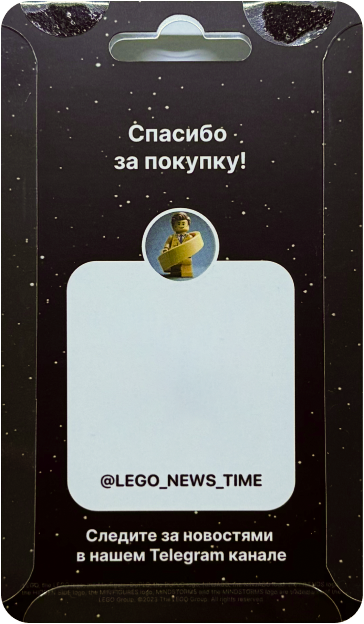 Спасибо
за покупку!
@LEGO_NEWS_TIME
Следите за новостями
в нашем Telegram канале